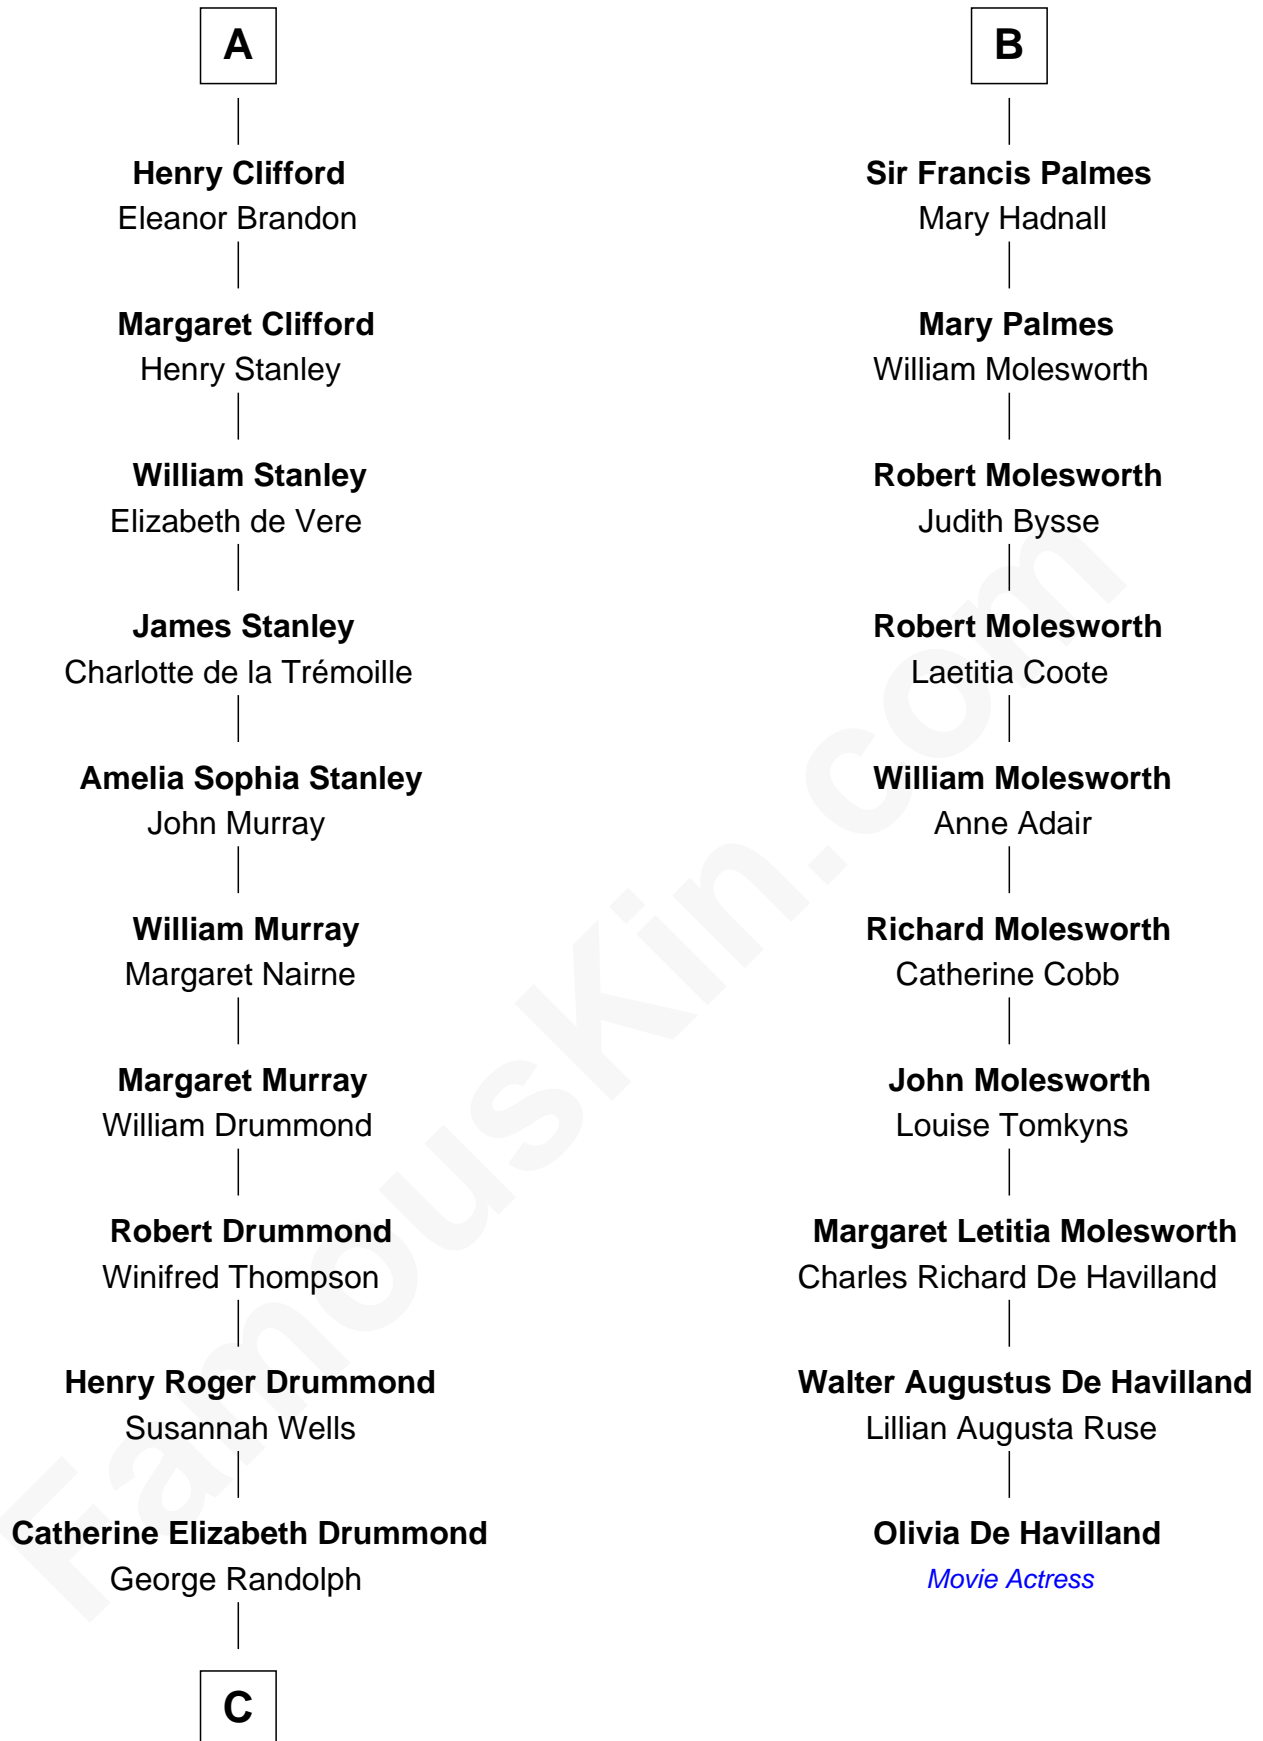 A
Henry Clifford
Eleanor Brandon
Margaret Clifford
Henry Stanley
William Stanley
Elizabeth de Vere
James Stanley
Charlotte de la Trémoille
Amelia Sophia Stanley
John Murray
William Murray
Margaret Nairne
Margaret Murray
William Drummond
Robert Drummond
Winifred Thompson
Henry Roger Drummond
Susannah Wells
Catherine Elizabeth Drummond
George Randolph
C
B
Sir Francis Palmes
Mary Hadnall
Mary Palmes
William Molesworth
Robert Molesworth
Judith Bysse
Robert Molesworth
Laetitia Coote
William Molesworth
Anne Adair
Richard Molesworth
Catherine Cobb
John Molesworth
Louise Tomkyns
Margaret Letitia Molesworth
Charles Richard De Havilland
Walter Augustus De Havilland
Lillian Augusta Ruse
Olivia De Havilland
Movie Actress
FamousKin.com